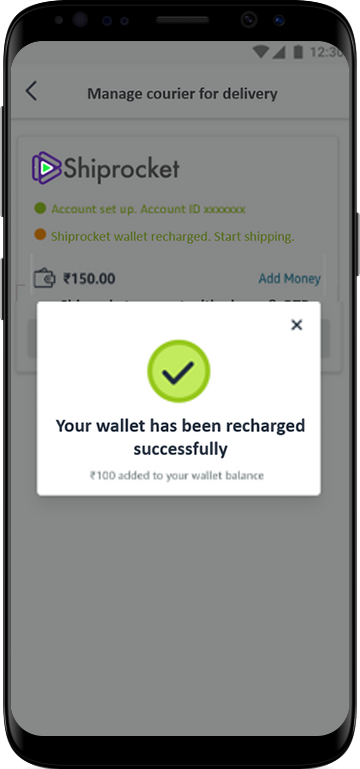 12:30
Manage courier for delivery
Shiprocket
Account set up. Account ID xxxxxxx
Shiprocket wallet recharged. Start shipping.
₹150.00 Add Money
Your wallet has been recharged
successfully
₹100 added to your wallet balance